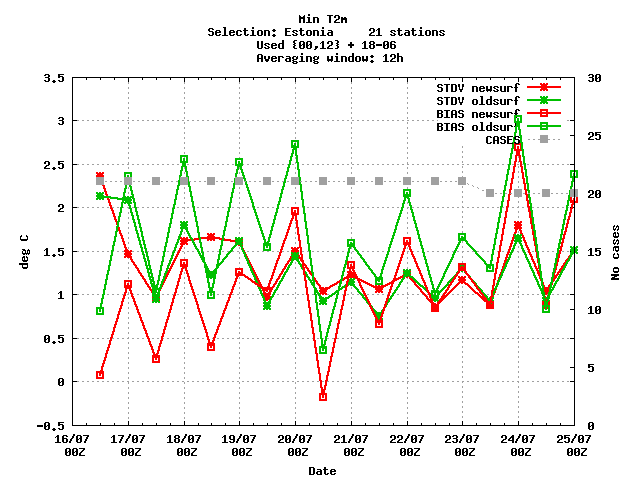 Min T2m
Selection: Estonia     21 stations
Used {00,12} + 18-06
Averaging window: 12h
STDV newsurf
STDV oldsurf
BIAS newsurf
BIAS oldsurf
CASES
3.5
3
2.5
2
1.5
1
0.5
0
-0.5
deg C
30
25
20
15
10
5
0
No cases
16/07 17/07 18/07 19/07 20/07 21/07 22/07 23/07 24/07 25/07
00Z 00Z 00Z 00Z 00Z 00Z 00Z 00Z 00Z 00Z
Date